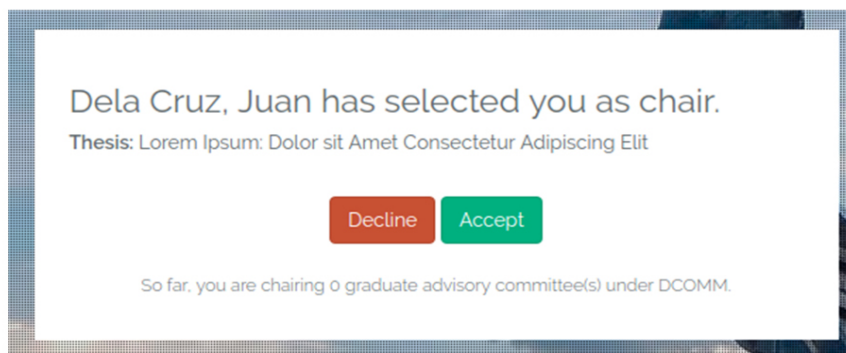 Dela Cruz, Juan has selected you as chair.
Thesis: Lorem Ipsum: Dolor sit Amet Consectetur Adipiscing Elit
Decline Accept
So far, you are chairing 0 graduate advisory committee(s) under DCOMM.